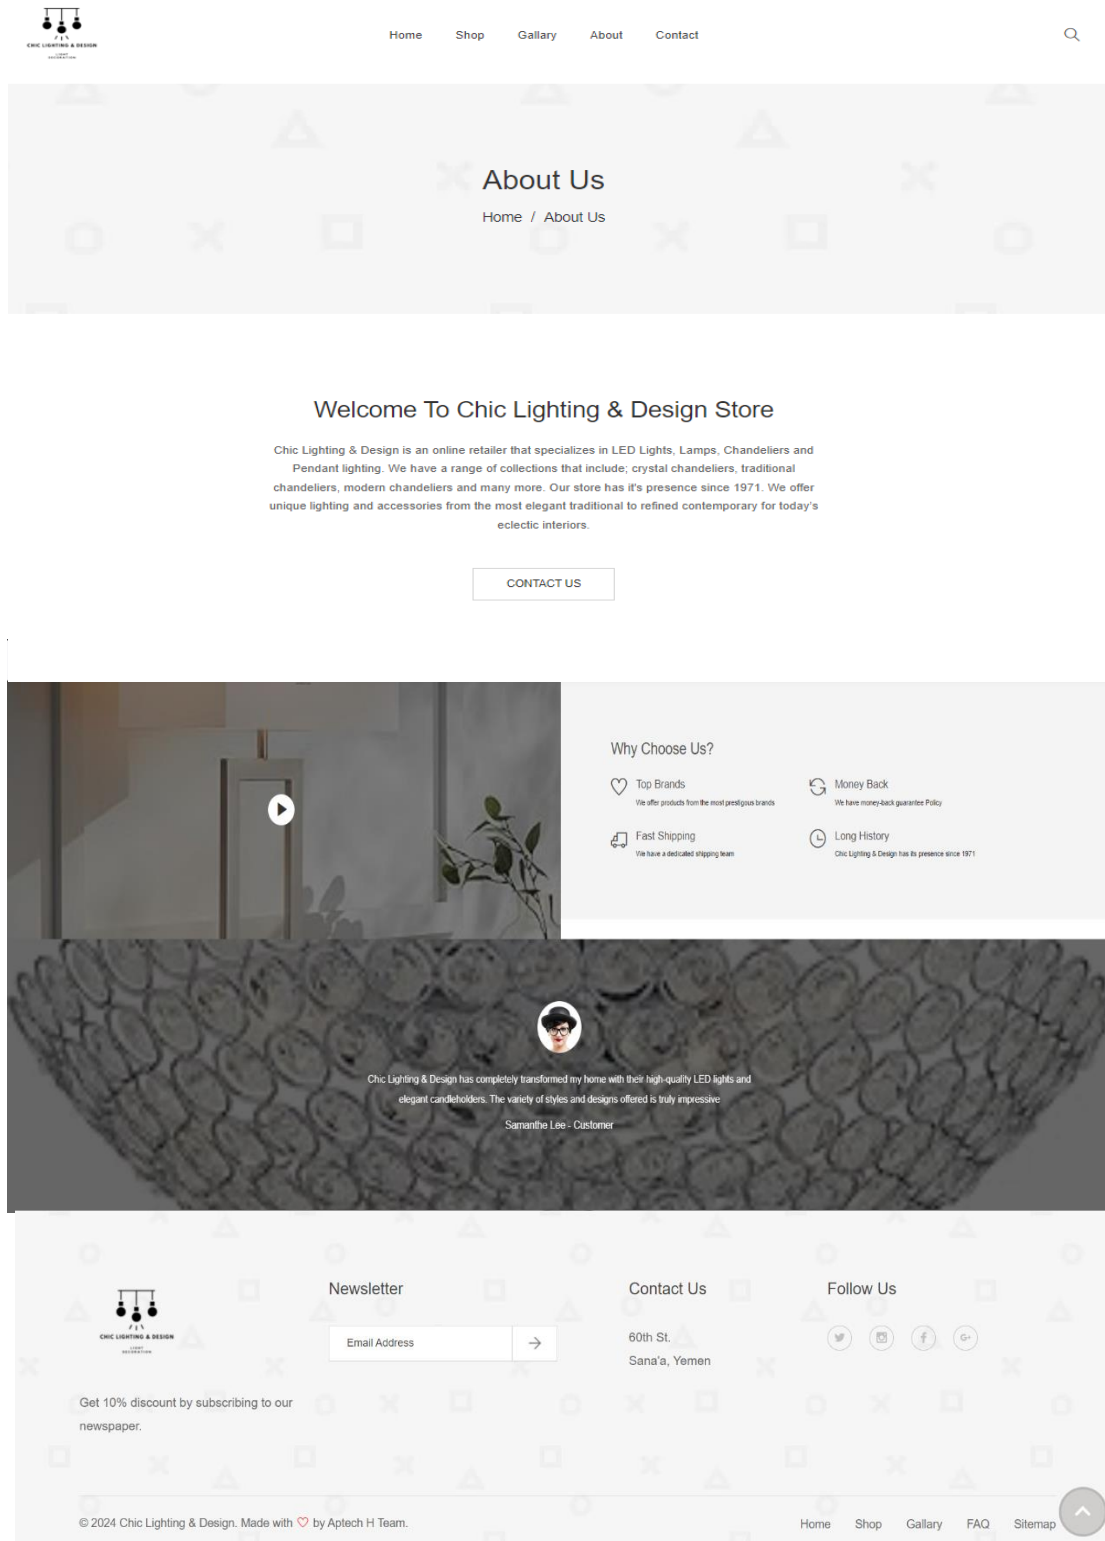 CHIC LIGHTING & DESIGN
LIGHT
DECORATION
Home Shop Gallary About Contact
About Us
Home / About Us
Welcome To Chic Lighting & Design Store
Chic Lighting & Design is an online retailer that specializes in LED Lights, Lamps, Chandeliers and
Pendant lighting. We have a range of collections that include; crystal chandeliers, traditional
chandeliers, modern chandeliers and many more. Our store has it's presence since 1971. We offer
unique lighting and accessories from the most elegant traditional to refined contemporary for today's
eclectic interiors.
CONTACT US
Why Choose Us?
Top Brands
We offer products from the most prestigous brands
Money Back
We have money-back guarantee Policy
Fast Shipping
We have a dedicated shipping team
Long History
Chic Lighting & Design has its presence since 1971
Chic Lighting & Design has completely transformed my home with their high-quality LED lights and
elegant candleholders. The variety of styles and designs offered is truly impressive
Samanthe Lee - Customer
CHIC LIGHTING & DESIGN
LIGHT
DECORATION
Get 10% discount by subscribing to our
newspaper.
Newsletter
Email Address
Contact Us
60th St.
Sana'a, Yemen
Follow Us
© 2024 Chic Lighting & Design. Made with ♡ by Aptech H Team.
Home Shop Gallary FAQ Sitemap